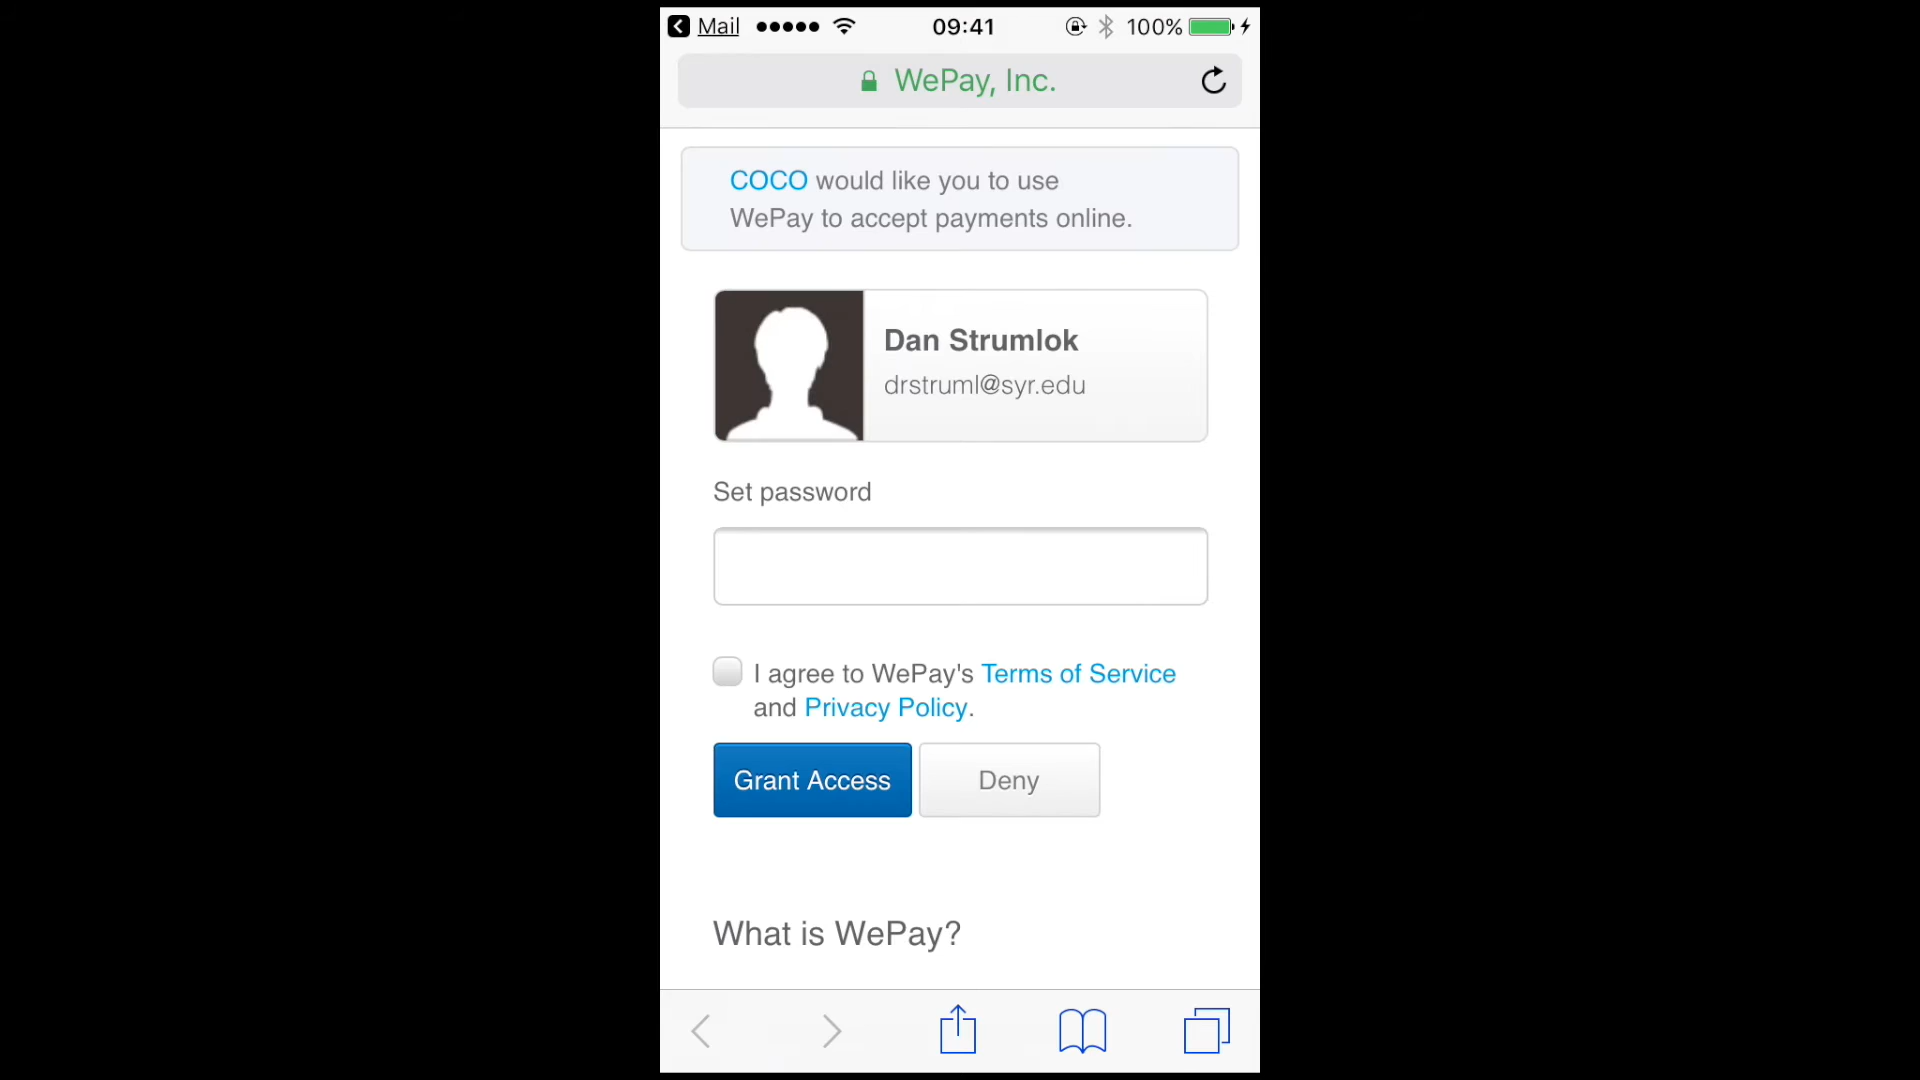 Mail 09:41 100%
WePay, Inc.
COCO would like you to use
WePay to accept payments online.
Dan Strumlok
drstruml@syr.edu
Set password
I agree to WePay's Terms of Service
and Privacy Policy.
Grant Access Deny
What is WePay?